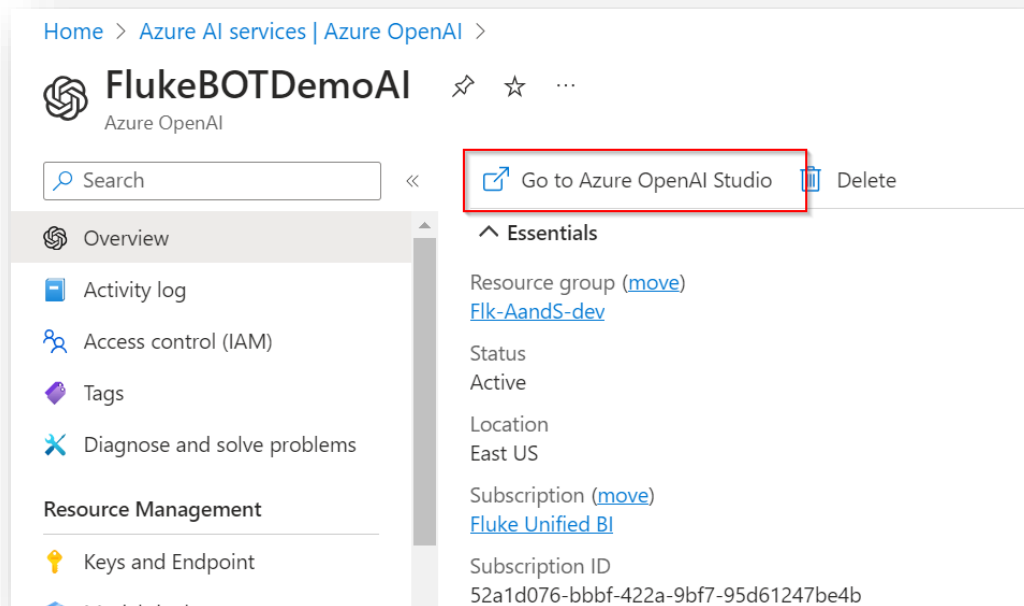 Home > Azure AI services | Azure OpenAI >
FlukeBOTDemoAI
Azure OpenAI
Search
«
Go to Azure OpenAI Studio
Delete
Overview
Activity log
Access control (IAM)
Tags
Diagnose and solve problems
Resource Management
Keys and Endpoint
Essentials
Resource group (move)
Flk-AandS-dev
Status
Active
Location
East US
Subscription (move)
Fluke Unified BI
Subscription ID
52a1d076-bbbf-422a-9bf7-95d61247be4b